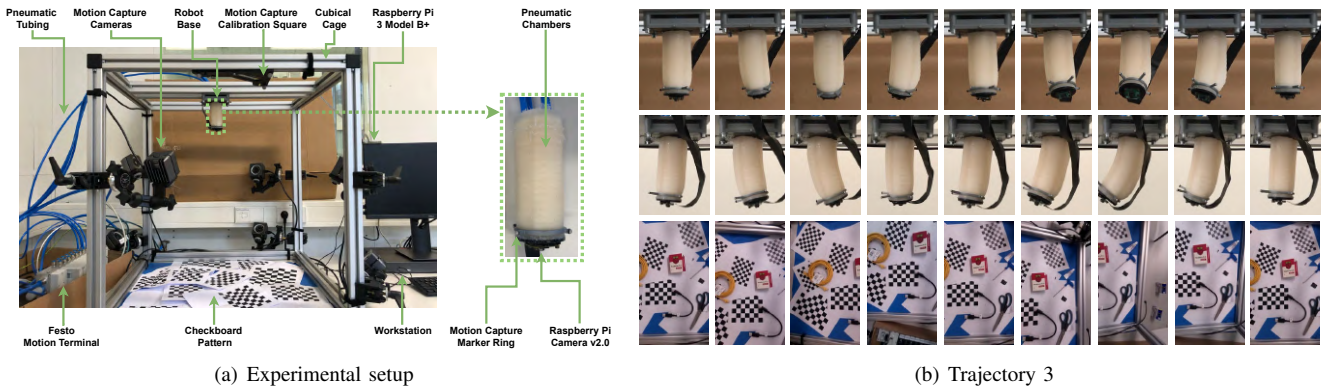 Pneumatic
Tubing
Motion Capture
Cameras
Robot
Base
Motion Capture
Calibration Square
Cubical
Cage
Raspberry Pi
3 Model B+
Pneumatic
Chambers
Festo
Motion Terminal
Checkboard
Pattern
Workstation
Motion Capture
Marker Ring
Raspberry Pi
Camera v2.0
(a) Experimental setup
(b) Trajectory 3